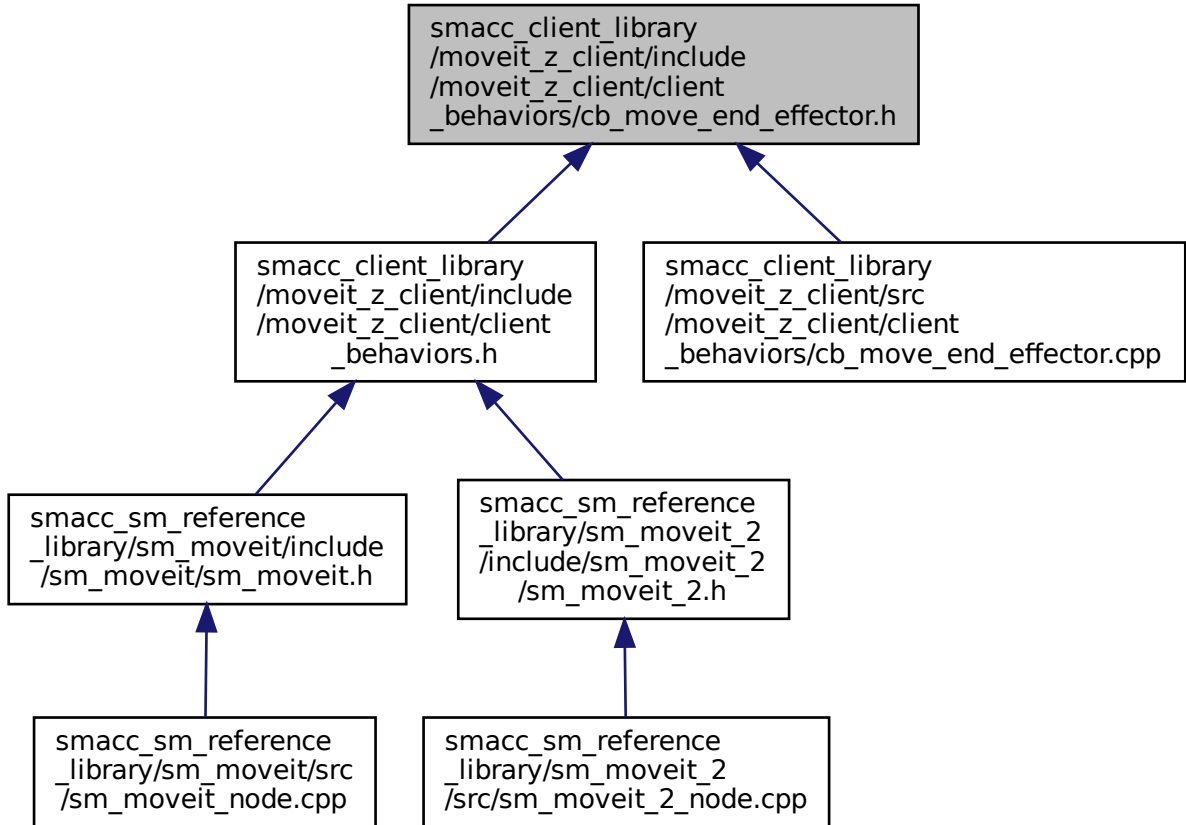 smacc_client_library
/moveit_z_client/include
/moveit_z_client/client
_behaviors/cb_move_end_effector.h
smacc_client_library
/moveit_z_client/include
/moveit_z_client/client
_behaviors.h
smacc_client_library
/moveit_z_client/src
/moveit_z_client/client
_behaviors/cb_move_end_effector.cpp
smacc_sm_reference
_library/sm_moveit/include
/sm_moveit/sm_moveit.h
smacc_sm_reference
_library/sm_moveit_2
/include/sm_moveit_2
/sm_moveit_2.h
smacc_sm_reference
_library/sm_moveit/src
/sm_moveit_node.cpp
smacc_sm_reference
_library/sm_moveit_2
/src/sm_moveit_2_node.cpp